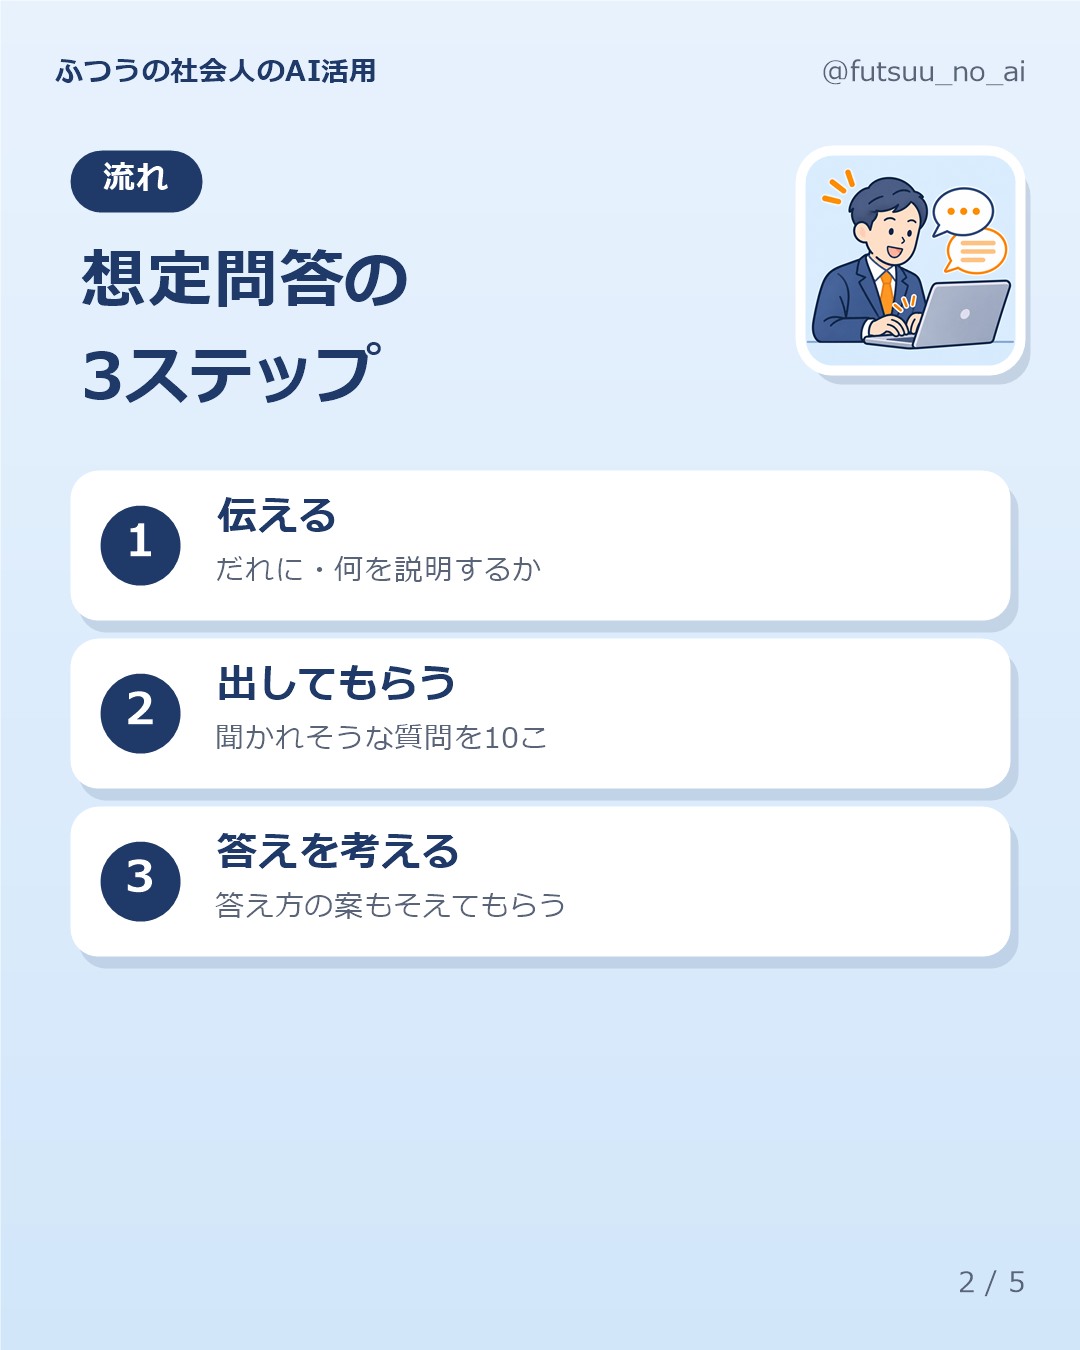 ふつうの社会人のAI活用
@futsuu_no_ai
流れ
想定問答の
3ステップ
1
伝える
だれに・何を説明するか
2
出してもらう
聞かれそうな質問を10こ
3
答えを考える
答え方の案もそえてもらう
2 / 5